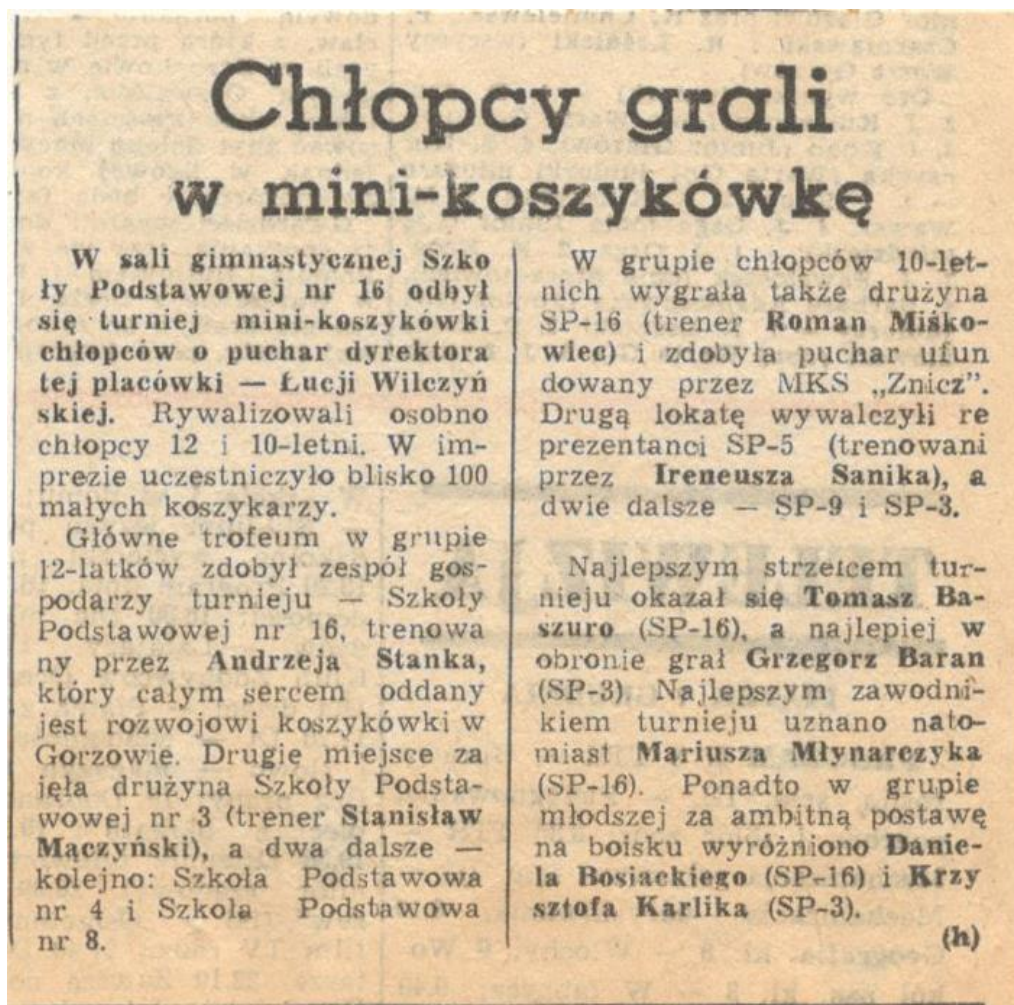 Chłopcy grali
w mini-koszykówkę
W sali gimnastycznej Szko
ły Podstawowej nr 16 odbył
się turniej mini-koszykówki
chłopców o puchar dyrektora
tej placówki — Łucji Wilczyń
skiej. Rywalizowali osobno
chłopcy 12 i 10-letni. W im-
prezie uczestniczyło blisko 100
małych koszykarzy.
Główne trofeum w grupie
12-latków zdobył zespół gos-
podarzy turnieju — Szkoły
Podstawowej nr 16, trenowa
ny przez Andrzeja Stanka,
który całym sercem oddany
jest rozwojowi koszykówki w
Gorzowie. Drugie miejsce za
jęła drużyna Szkoły Podsta-
wowej nr 3 (trener Stanisław
Mączyński), a dwa dalsze —
kolejno: Szkoła Podstawowa
nr 4 i Szkoła Podstawowa
nr 8.
W grupie chłopców 10-let-
nich wygrała także drużyna
SP-16 (trener Roman Miśko-
wiec) i zdobyła puchar ufun
dowany przez MKS „Znicz”.
Drugą lokatę wywalczyli re
prezentanci SP-5 (trenowani
przez Ireneusza Sanika), a
dwie dalsze — SP-9 i SP-3.
Najlepszym strzelcem tur-
nieju okazał się Tomasz Ba-
szuro (SP-16), a najlepiej w
obronie grał Grzegorz Baran
(SP-3). Najlepszym zawodni-
kiem turnieju uznano nato-
miast Mariusza Młynarczyka
(SP-16). Ponadto w grupie
młodszej za ambitną postawę
na boisku wyróżniono Danie-
la Bosiackiego (SP-16) i Krzy
sztofa Karlika (SP-3).
(h)